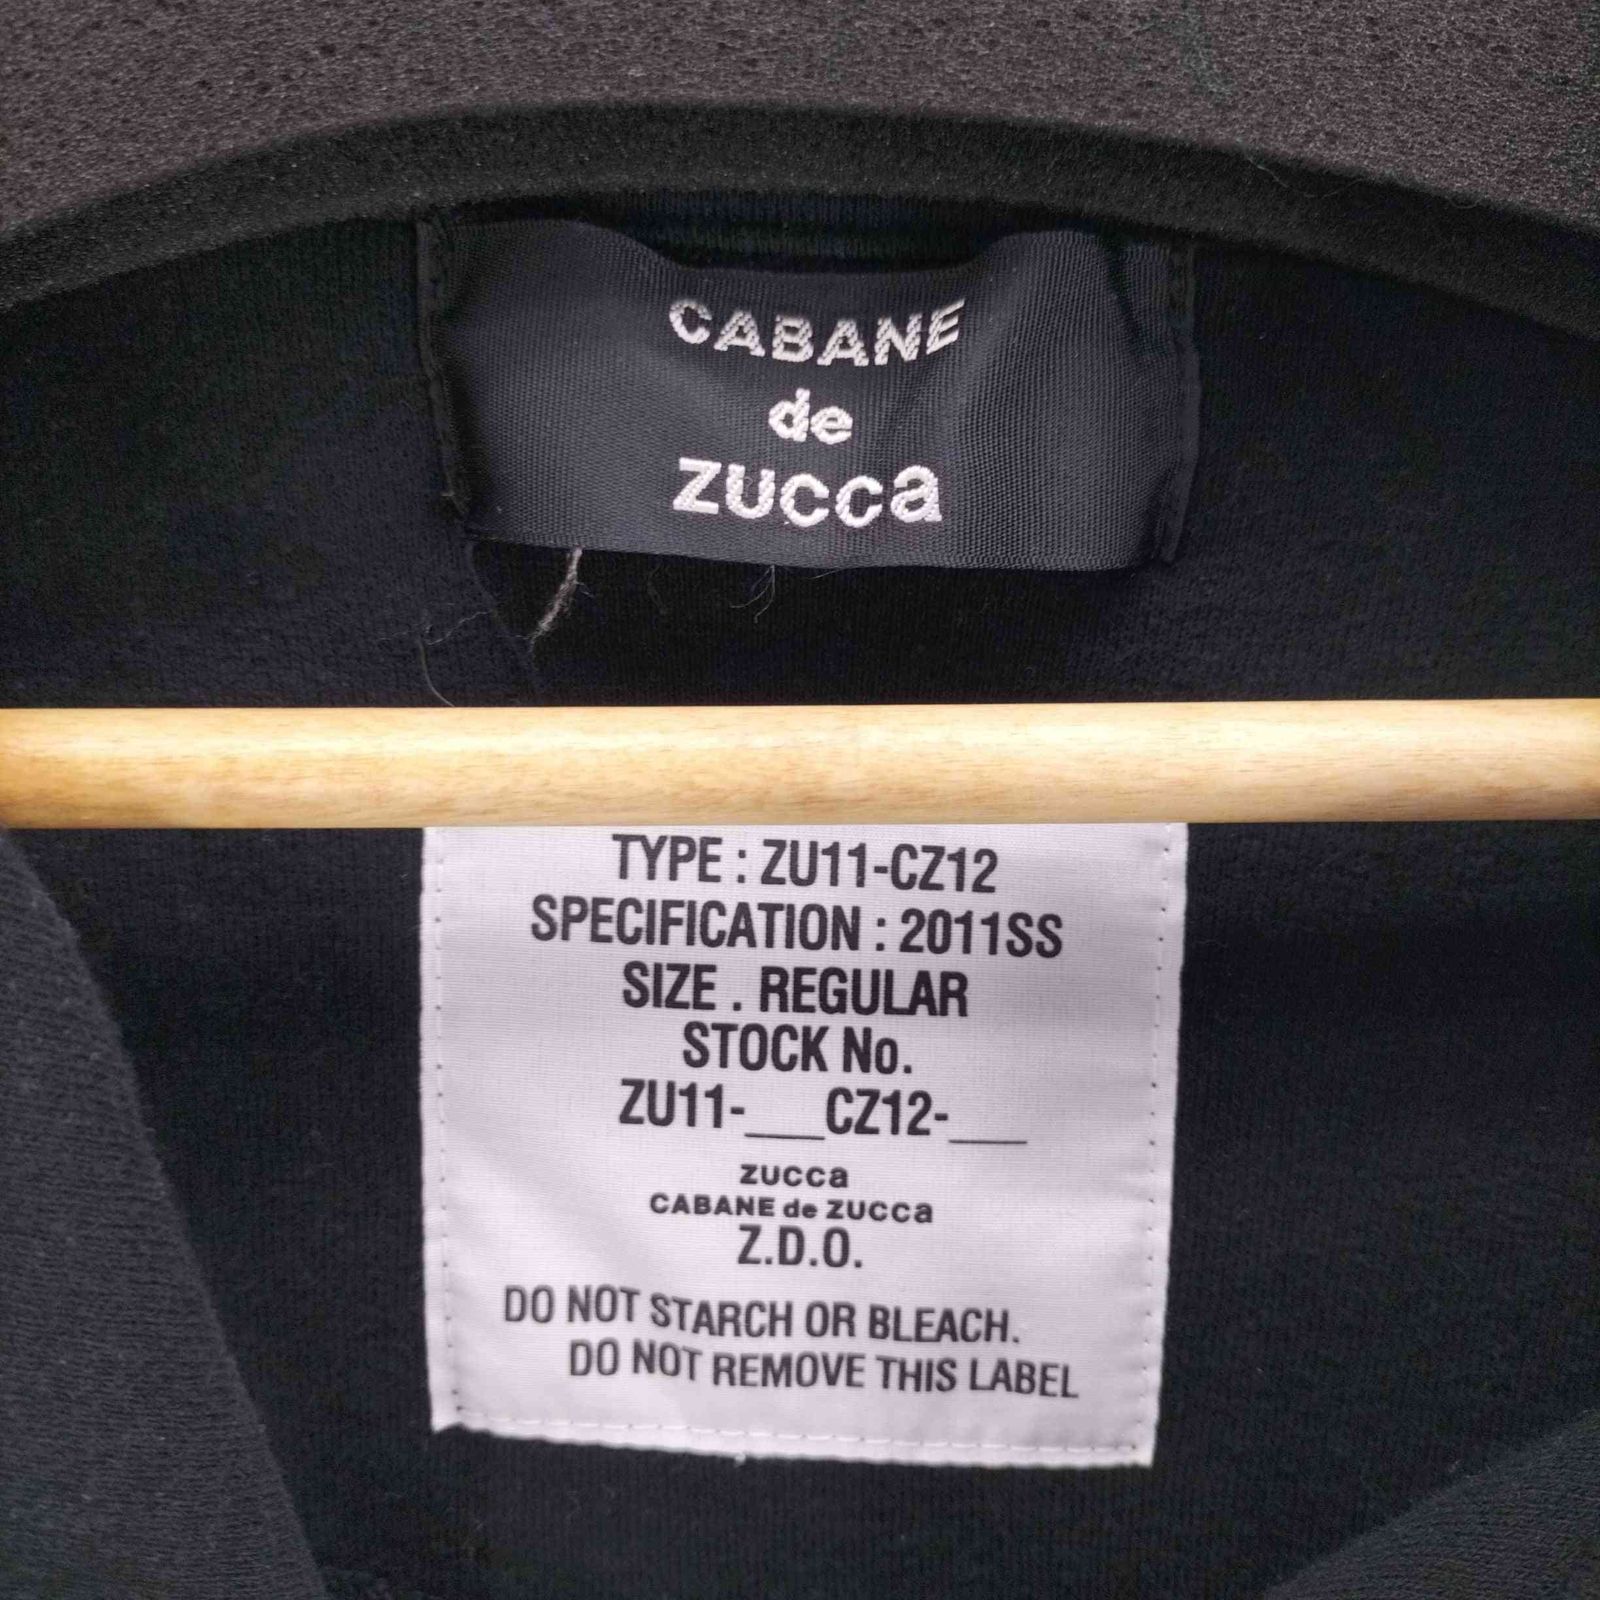 CABANE
de
ZUCCa
TYPE : ZU11-CZ12
SPECIFICATION : 2011SS
SIZE . REGULAR
STOCK No.
ZU11-___CZ12-___
ZUCCa
CABANE de ZUCCa
Z.D.O.
DO NOT STARCH OR BLEACH.
DO NOT REMOVE THIS LABEL